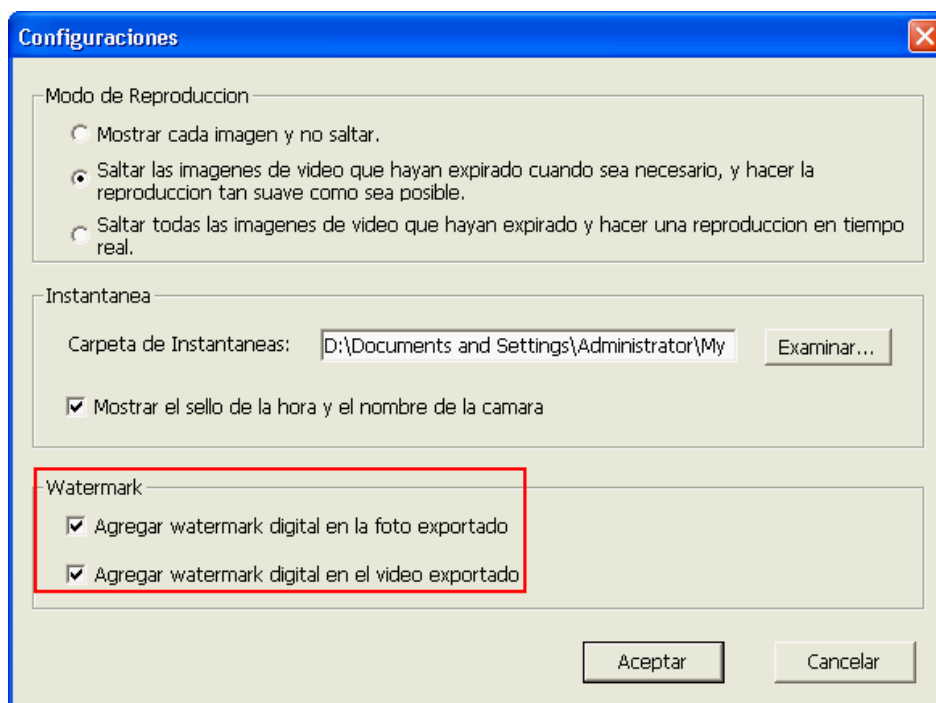 Configuraciones
Modo de Reproduccion
Mostrar cada imagen y no saltar.
Saltar las imagenes de video que hayan expirado cuando sea necesario, y hacer la
reproduccion tan suave como sea posible.
Saltar todas las imagenes de video que hayan expirado y hacer una reproduccion en tiempo
real.
Instantanea
Carpeta de Instantaneas:
D:\Documents and Settings\Administrator\My
Examinar...
Mostrar el sello de la hora y el nombre de la camara
Watermark
Agregar watermark digital en la foto exportado
Agregar watermark digital en el video exportado
Aceptar
Cancelar